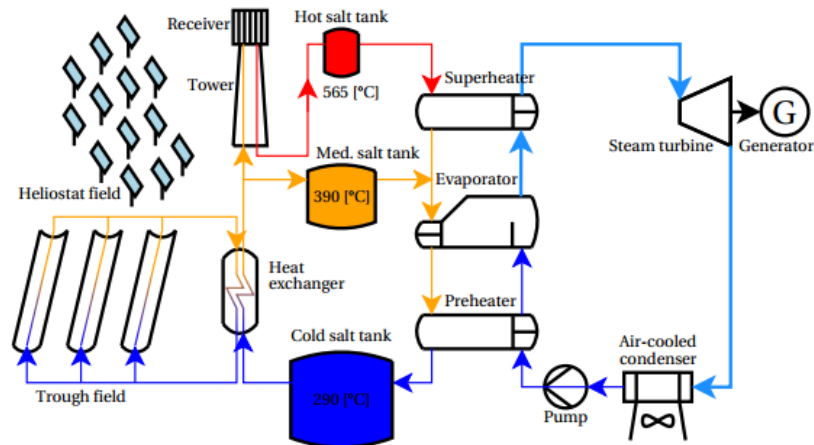 Hot salt tank
Receiver
565 [°C]
Tower
Superheater
G
Steam turbine
Generator
Med. salt tank
Evaporator
390 [°C]
Heliostat field
Heat
exchanger
Preheater
Cold salt tank
290 [°C]
Air-cooled
condenser
Trough field
Pump